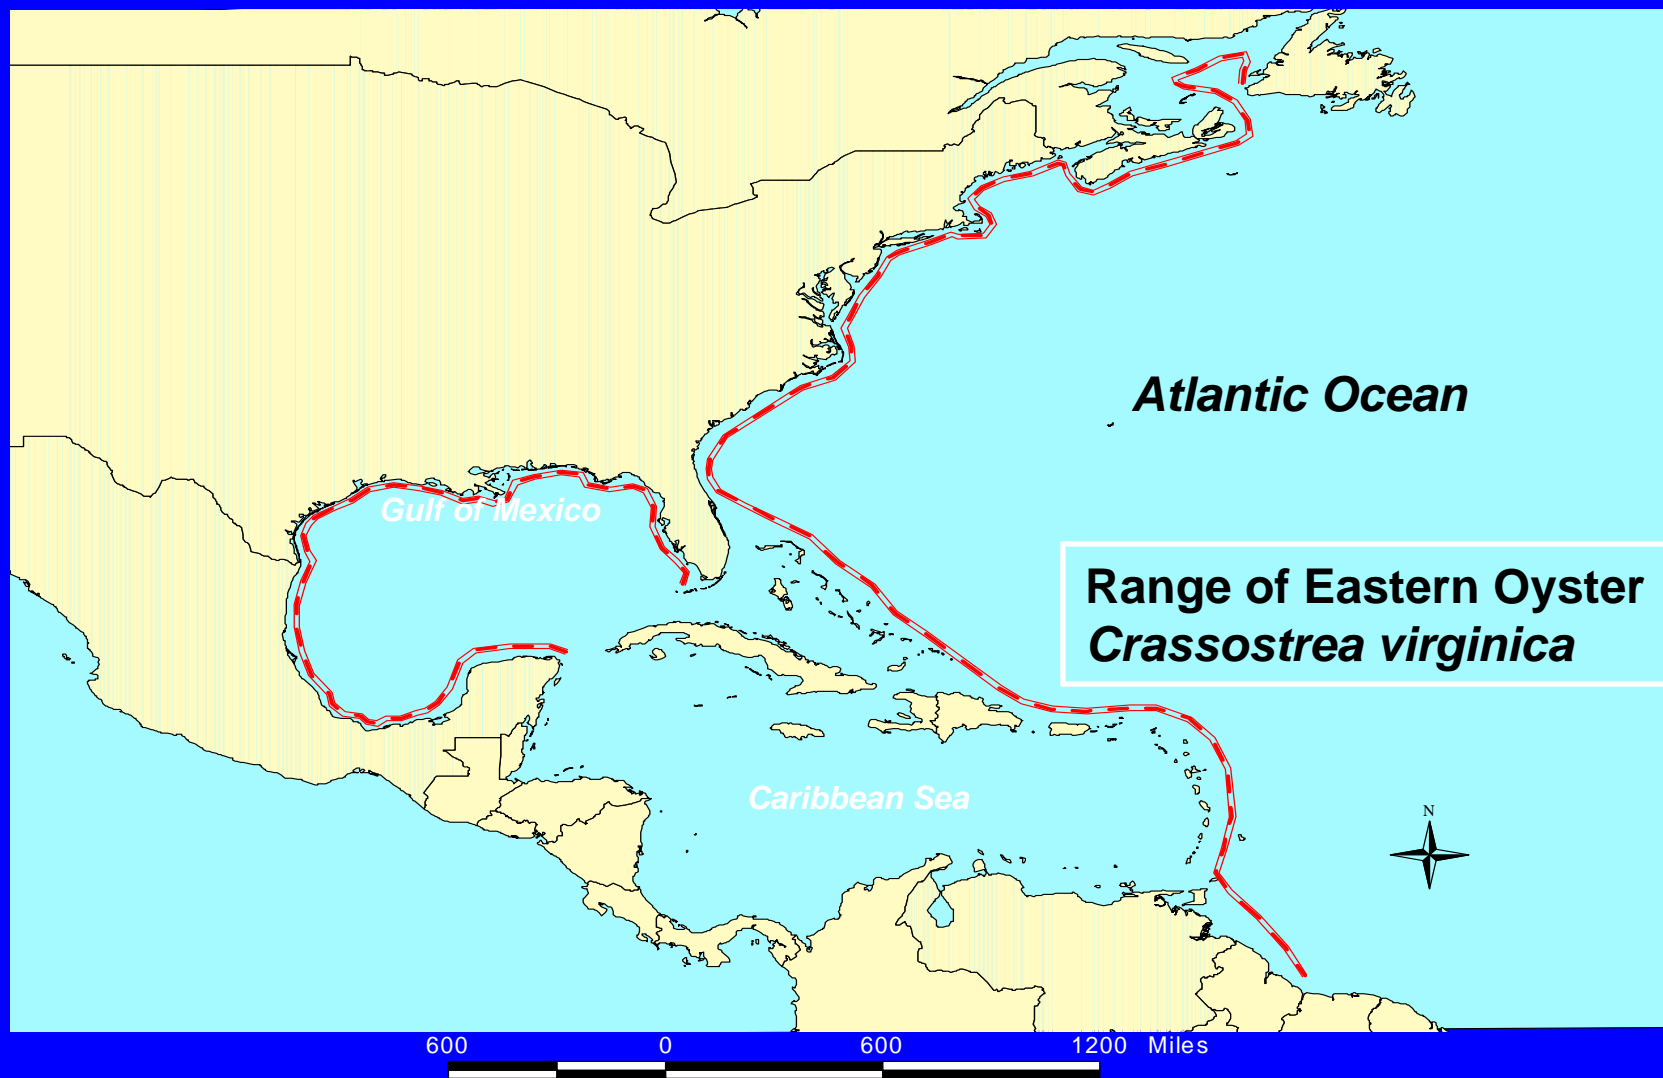 Atlantic Ocean
Gulf of Mexico
Range of Eastern Oyster
Crassostrea virginica
Caribbean Sea
N
600 0 600 1200 Miles